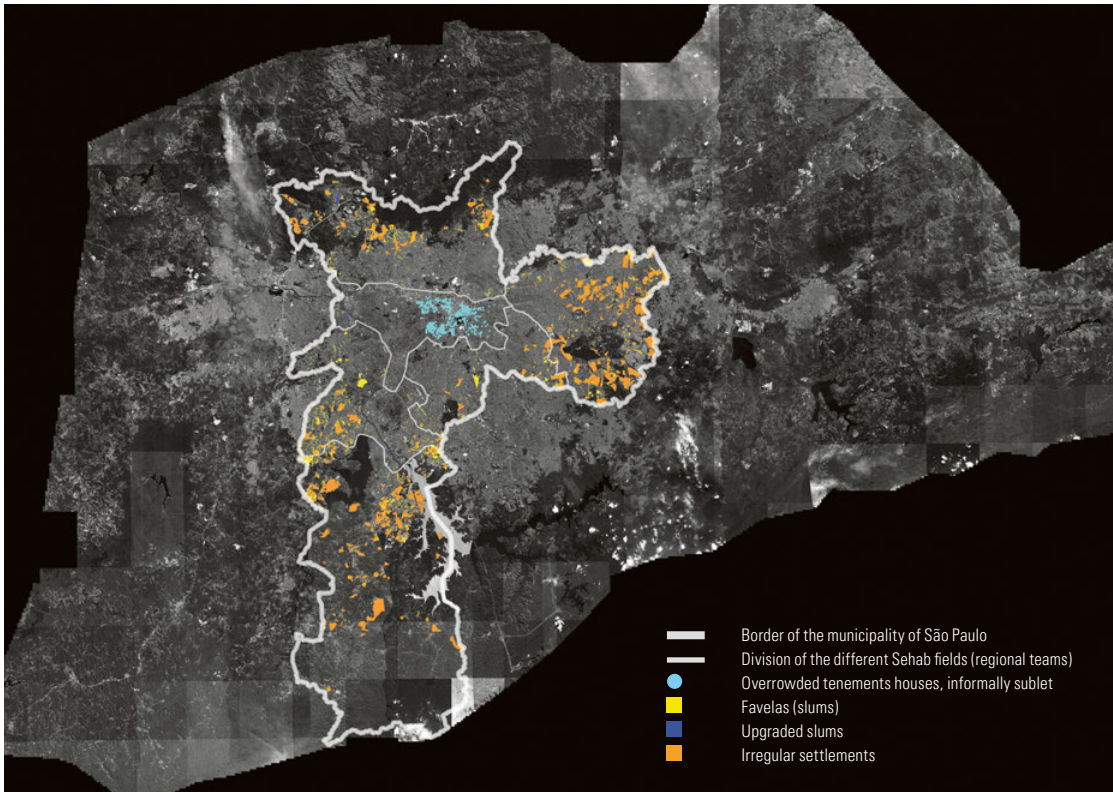 Border of the municipality of São Paulo
Division of the different Sehab fields (regional teams)
Overrowded tenements houses, informally sublet
Favelas (slums)
Upgraded slums
Irregular settlements